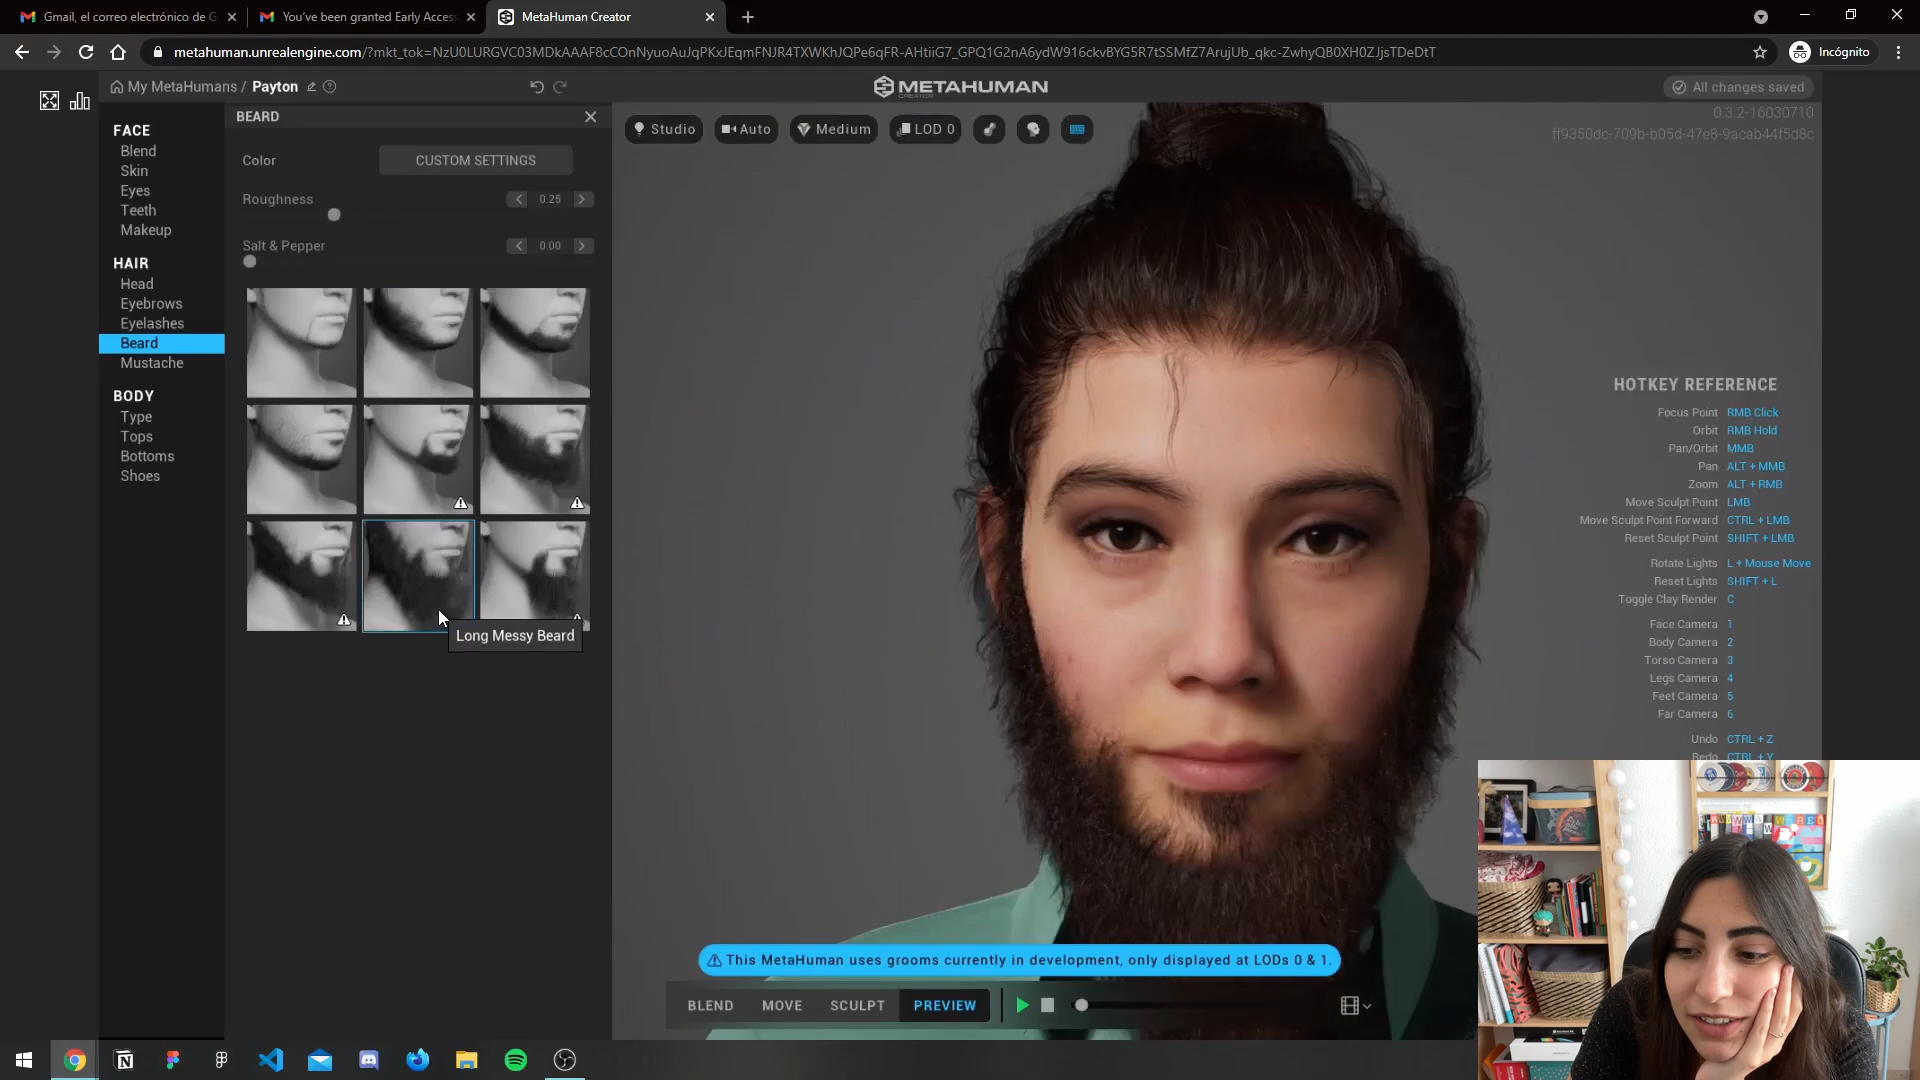 Gmail, el correo electrónico de G
You've been granted Early Access
MetaHuman Creator
metahuman.unrealengine.com/?mkt_tok=NzU0LURGVC03MDkAAAF8cCOnNyuoAuJqPKxJEqmFNJR4TXWKhJQPe6qFR-AHtiiG7_GPQ1G2nA6ydW916ckvBYG5R7tSSMfZ7ArujUb_qkc-ZwhyQB0XH0ZJjsTDeDtT
Incógnito
My MetaHumans / Payton
METAHUMAN
CREATOR
All changes saved
0.3.2-16030710
ff9350dc-709b-b05d-47e8-9acab44f5d8c
FACE
Blend
Skin
Eyes
Teeth
Makeup
HAIR
Head
Eyebrows
Eyelashes
Beard
Mustache
BODY
Type
Tops
Bottoms
Shoes
BEARD
Color
CUSTOM SETTINGS
Roughness
0.25
Salt & Pepper
0.00
Long Messy Beard
Studio
Auto
Medium
LOD 0
HOTKEY REFERENCE
Focus Point RMB Click
Orbit RMB Hold
Pan/Orbit MMB
Pan ALT + MMB
Zoom ALT + RMB
Move Sculpt Point LMB
Move Sculpt Point Forward CTRL + LMB
Reset Sculpt Point SHIFT + LMB
Rotate Lights L + Mouse Move
Reset Lights SHIFT + L
Toggle Clay Render C
Face Camera 1
Body Camera 2
Torso Camera 3
Legs Camera 4
Feet Camera 5
Far Camera 6
Undo CTRL + Z
Redo CTRL + Y
This MetaHuman uses grooms currently in development, only displayed at LODs 0 & 1.
BLEND
MOVE
SCULPT
PREVIEW
WIRED